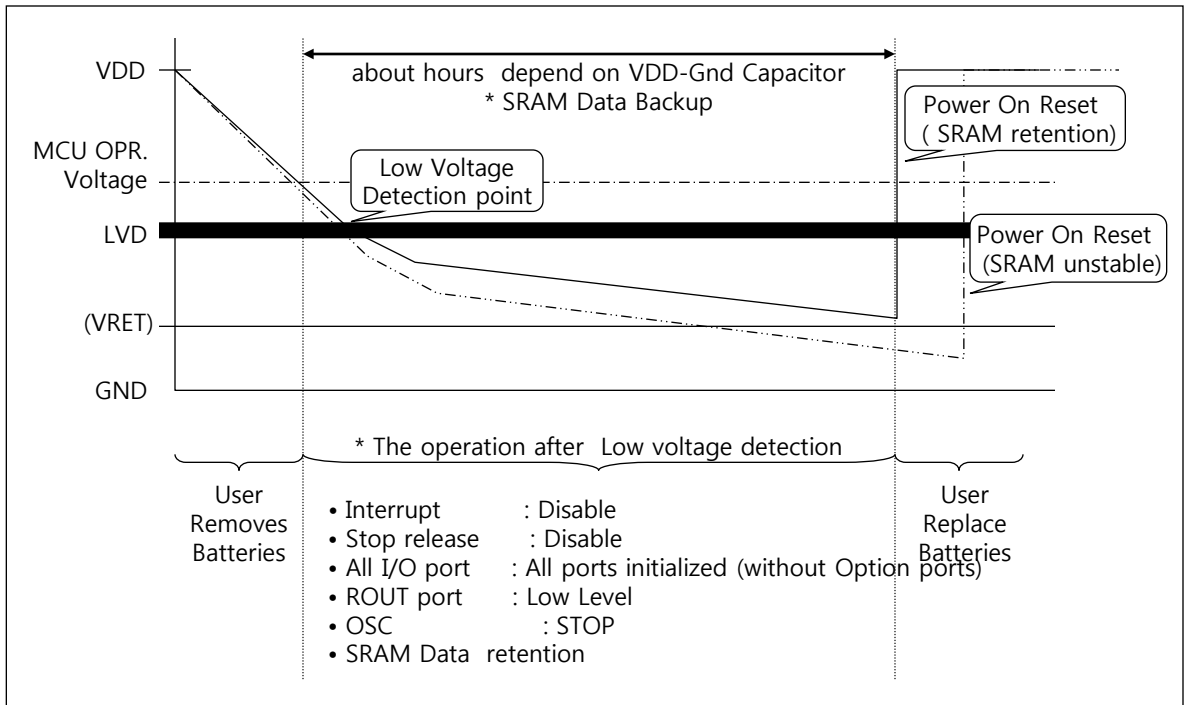 VDD
about hours depend on VDD-Gnd Capacitor
* SRAM Data Backup
Power On Reset
( SRAM retention)
MCU OPR.
Voltage
Low Voltage
Detection point
LVD
Power On Reset
(SRAM unstable)
(VRET)
GND
* The operation after Low voltage detection
User
Removes
Batteries
• Interrupt : Disable
• Stop release : Disable
• All I/O port : All ports initialized (without Option ports)
• ROUT port : Low Level
• OSC : STOP
• SRAM Data retention
User
Replace
Batteries